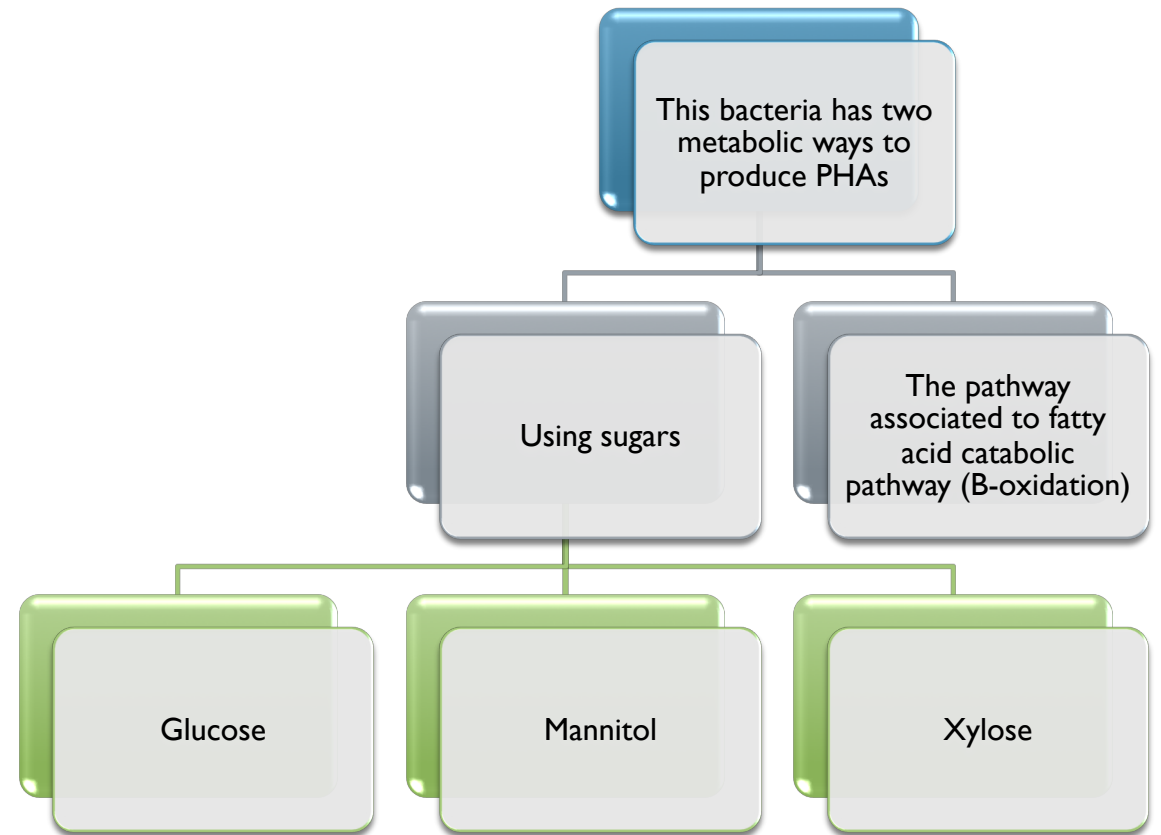 This bacteria has two
metabolic ways to
produce PHAs
Using sugars
The pathway
associated to fatty
acid catabolic
pathway (B-oxidation)
Glucose
Mannitol
Xylose